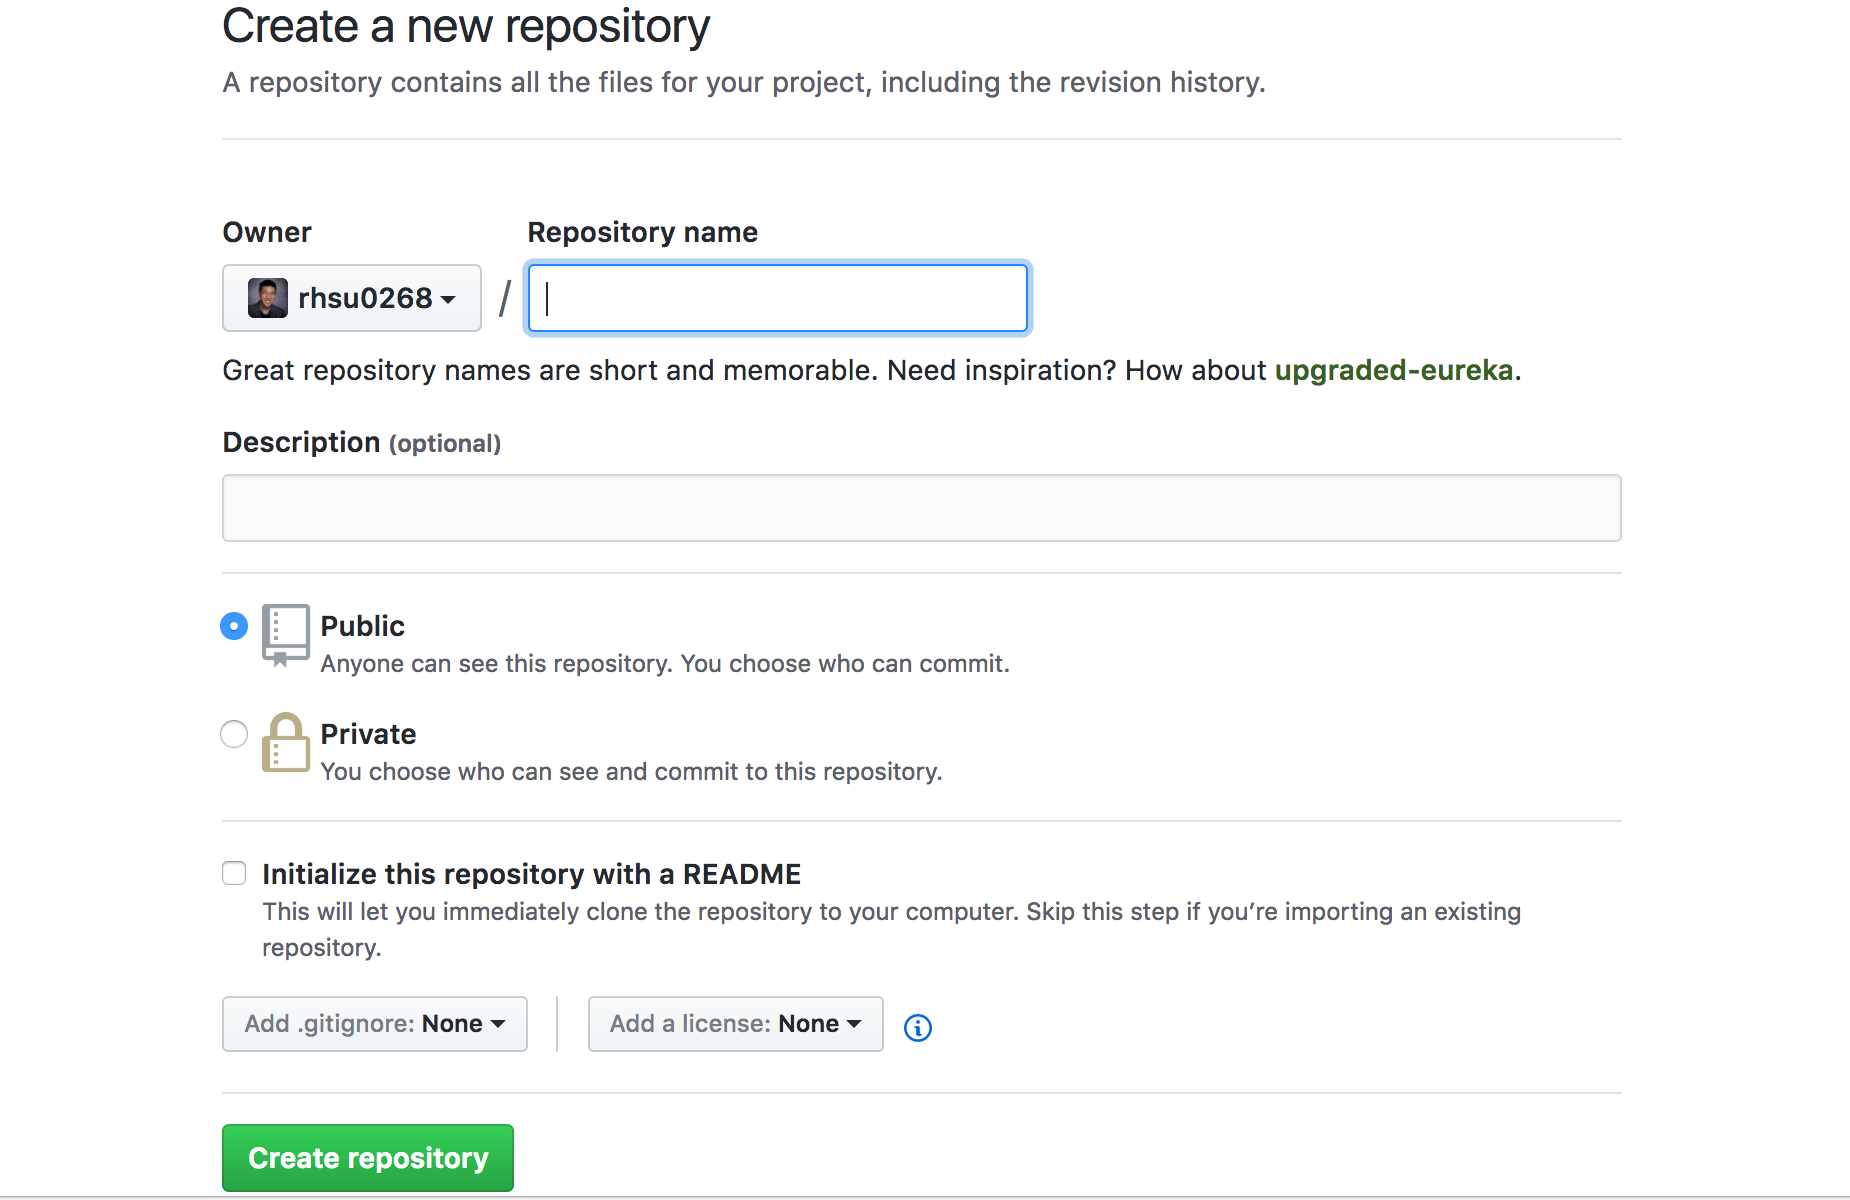 Create a new repository
A repository contains all the files for your project, including the revision history.
Owner
Repository name
rhsu0268
/
Great repository names are short and memorable. Need inspiration? How about upgraded-eureka.
Description (optional)
Public
Anyone can see this repository. You choose who can commit.
Private
You choose who can see and commit to this repository.
Initialize this repository with a README
This will let you immediately clone the repository to your computer. Skip this step if you’re importing an existing
repository.
Add .gitignore: None
Add a license: None
Create repository